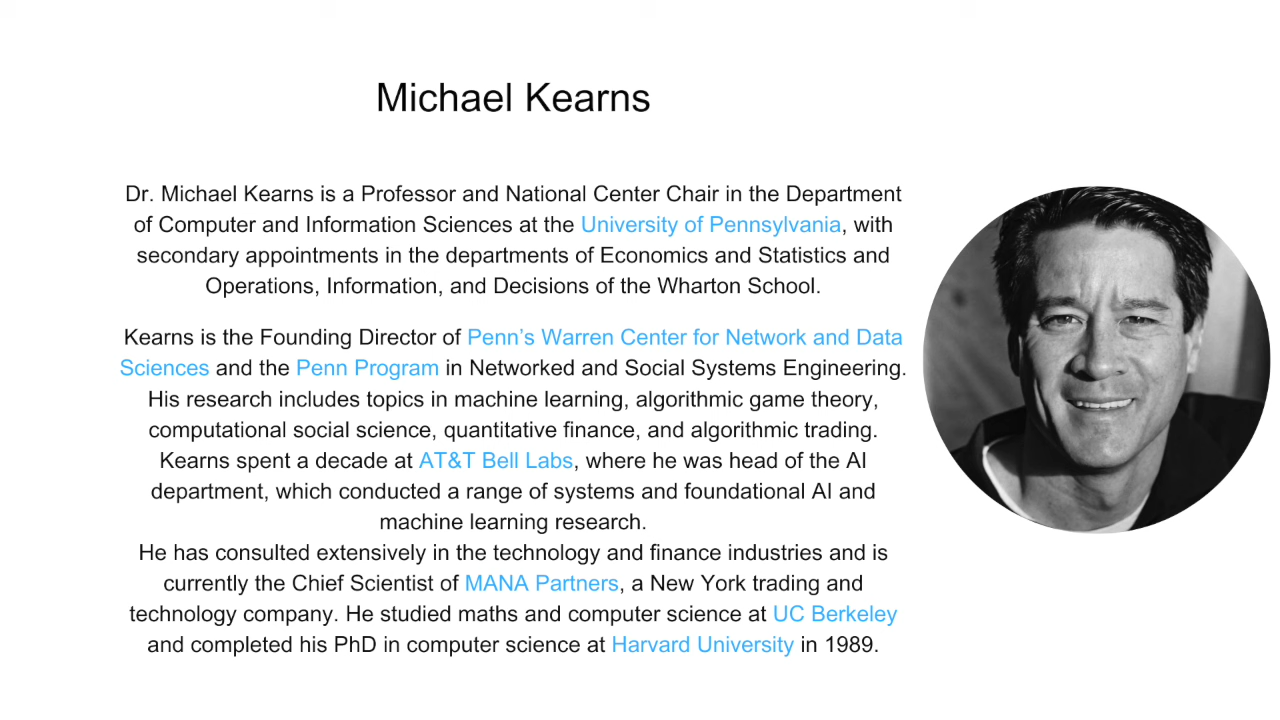 Michael Kearns
Dr. Michael Kearns is a Professor and National Center Chair in the Department
of Computer and Information Sciences at the University of Pennsylvania, with
secondary appointments in the departments of Economics and Statistics and
Operations, Information, and Decisions of the Wharton School.
Kearns is the Founding Director of Penn’s Warren Center for Network and Data
Sciences and the Penn Program in Networked and Social Systems Engineering.
His research includes topics in machine learning, algorithmic game theory,
computational social science, quantitative finance, and algorithmic trading.
Kearns spent a decade at AT&T Bell Labs, where he was head of the AI
department, which conducted a range of systems and foundational AI and
machine learning research.
He has consulted extensively in the technology and finance industries and is
currently the Chief Scientist of MANA Partners, a New York trading and
technology company. He studied maths and computer science at UC Berkeley
and completed his PhD in computer science at Harvard University in 1989.